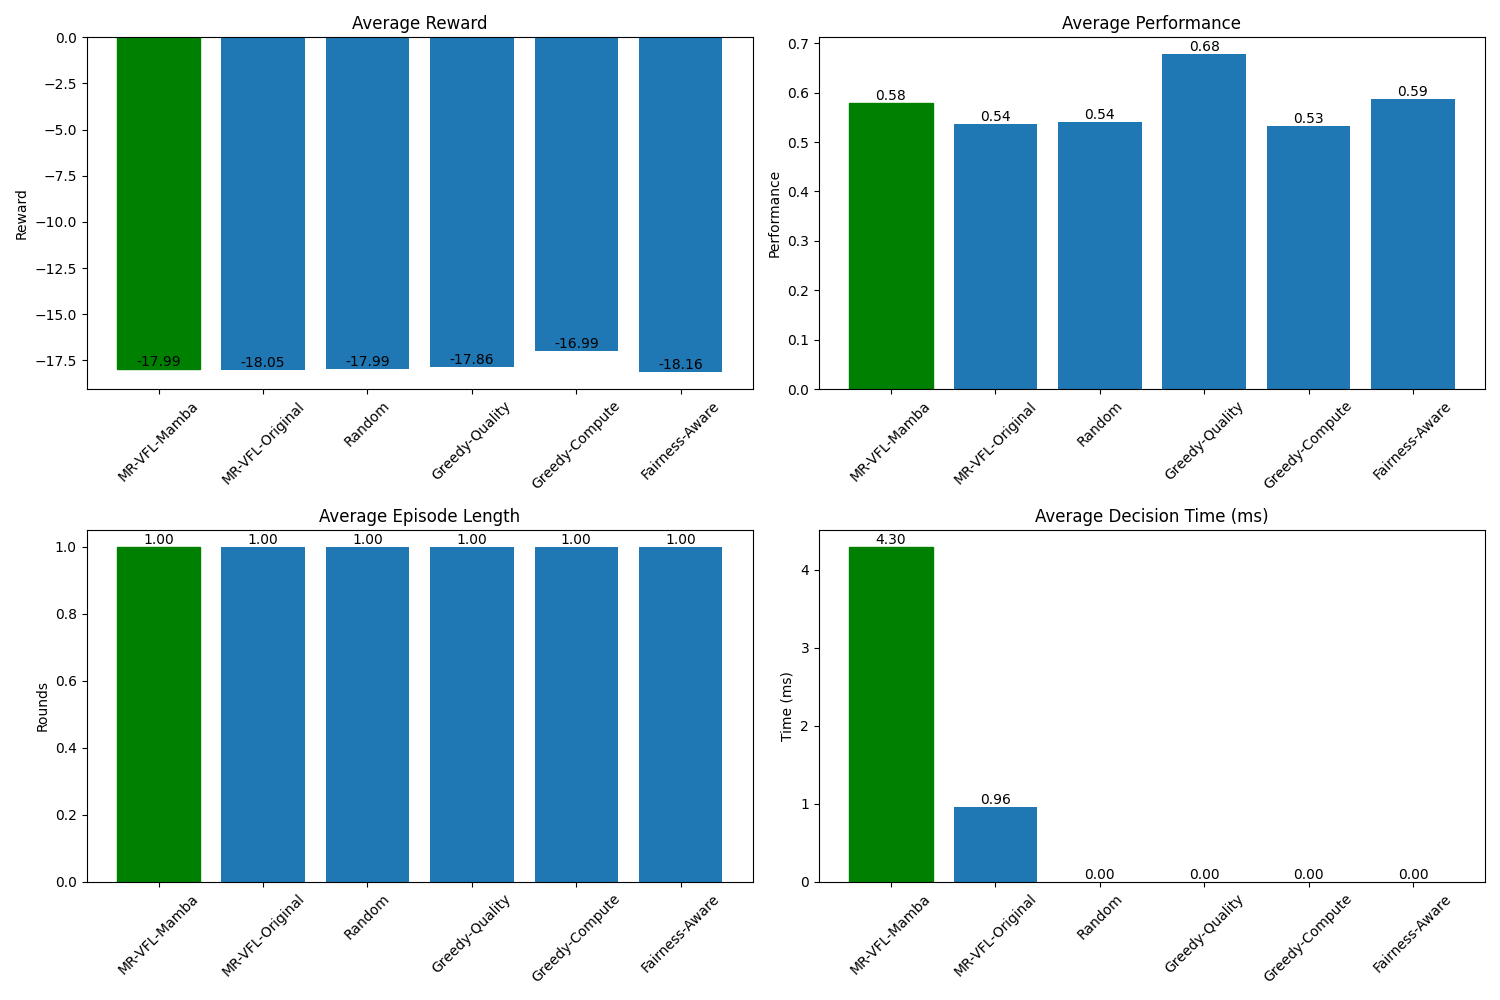 Average Reward
Reward
0.0
−2.5
−5.0
−7.5
−10.0
−12.5
−15.0
−17.5
-17.99
-18.05
-17.99
-17.86
-16.99
-18.16
MR-VFL-Mamba
MR-VFL-Original
Random
Greedy-Quality
Greedy-Compute
Fairness-Aware
Average Performance
Performance
0.7
0.6
0.5
0.4
0.3
0.2
0.1
0.0
0.58
0.54
0.54
0.68
0.53
0.59
MR-VFL-Mamba
MR-VFL-Original
Random
Greedy-Quality
Greedy-Compute
Fairness-Aware
Average Episode Length
Rounds
1.0
0.8
0.6
0.4
0.2
0.0
1.00
1.00
1.00
1.00
1.00
1.00
MR-VFL-Mamba
MR-VFL-Original
Random
Greedy-Quality
Greedy-Compute
Fairness-Aware
Average Decision Time (ms)
Time (ms)
4
3
2
1
0
4.30
0.96
0.00
0.00
0.00
0.00
MR-VFL-Mamba
MR-VFL-Original
Random
Greedy-Quality
Greedy-Compute
Fairness-Aware